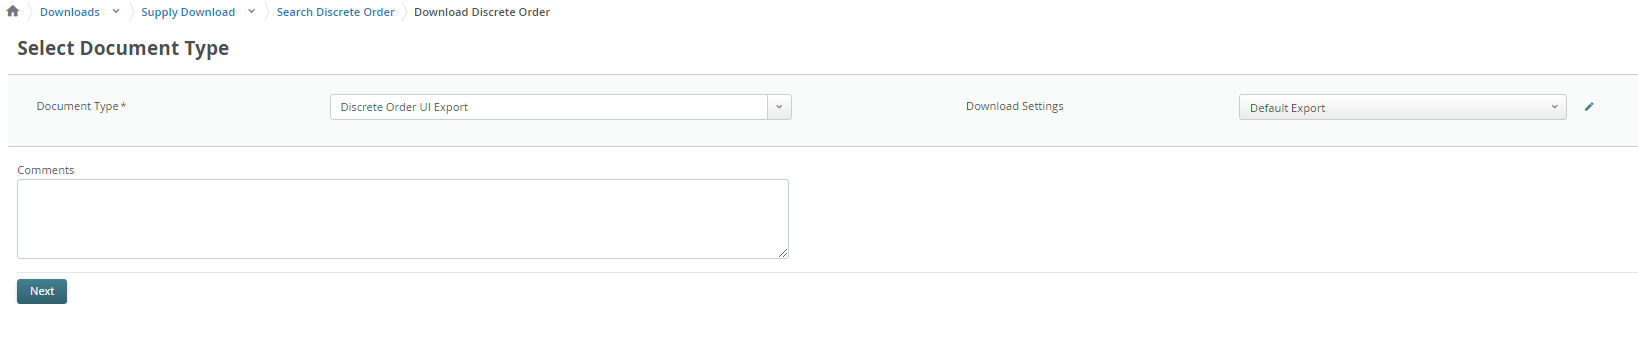 Downloads Supply Download Search Discrete Order Download Discrete Order
Select Document Type
Document Type* Discrete Order UI Export Download Settings Default Export
Comments
Next